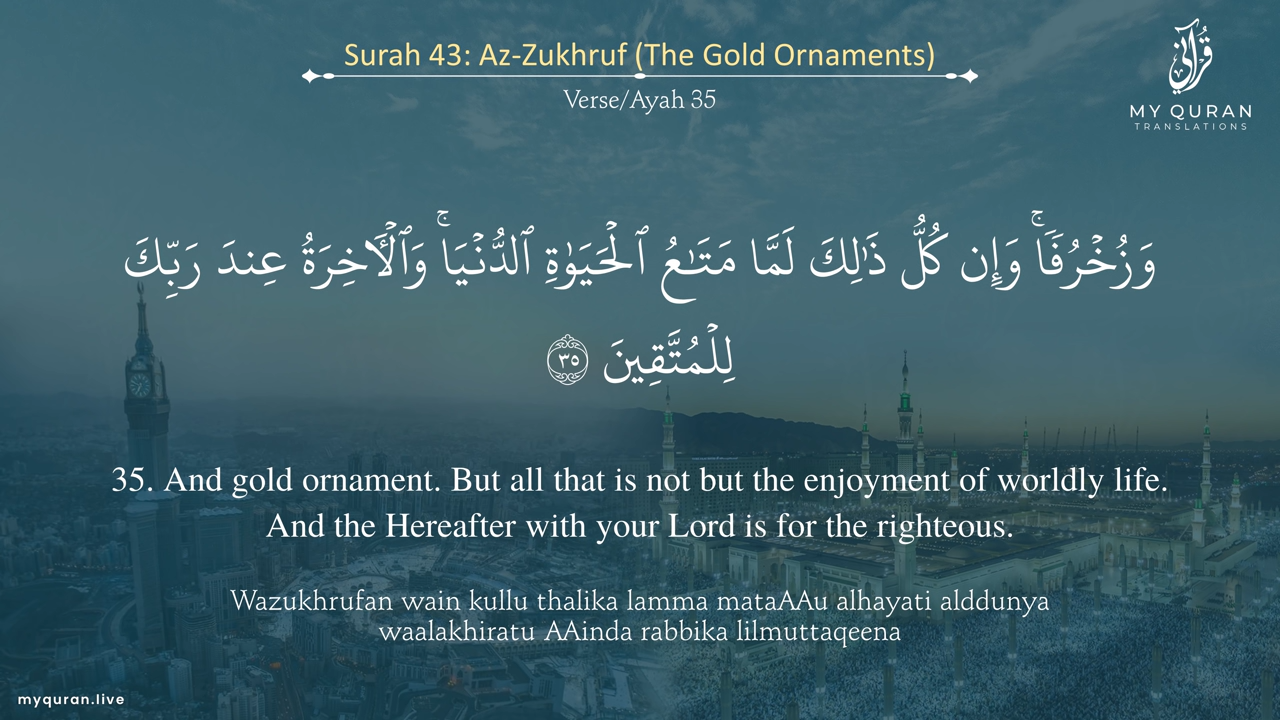 Surah 43: Az-Zukhruf (The Gold Ornaments)
Verse/Ayah 35
قرآني
MY QURAN
TRANSLATIONS
وَزُخْرُفًۭا ۚ وَإِن كُلُّ ذَٰلِكَ لَمَّا مَتَـٰعُ ٱلْحَيَوٰةِ ٱلدُّنْيَا ۚ وَٱلْـَٔاخِرَةُ عِندَ رَبِّكَ
لِلْمُتَّقِينَ ٣٥
35. And gold ornament. But all that is not but the enjoyment of worldly life.
And the Hereafter with your Lord is for the righteous.
Wazukhrufan wain kullu thalika lamma mataAAu alhayati alddunya
waalakhiratu AAinda rabbika lilmuttaqeena
myquran.live